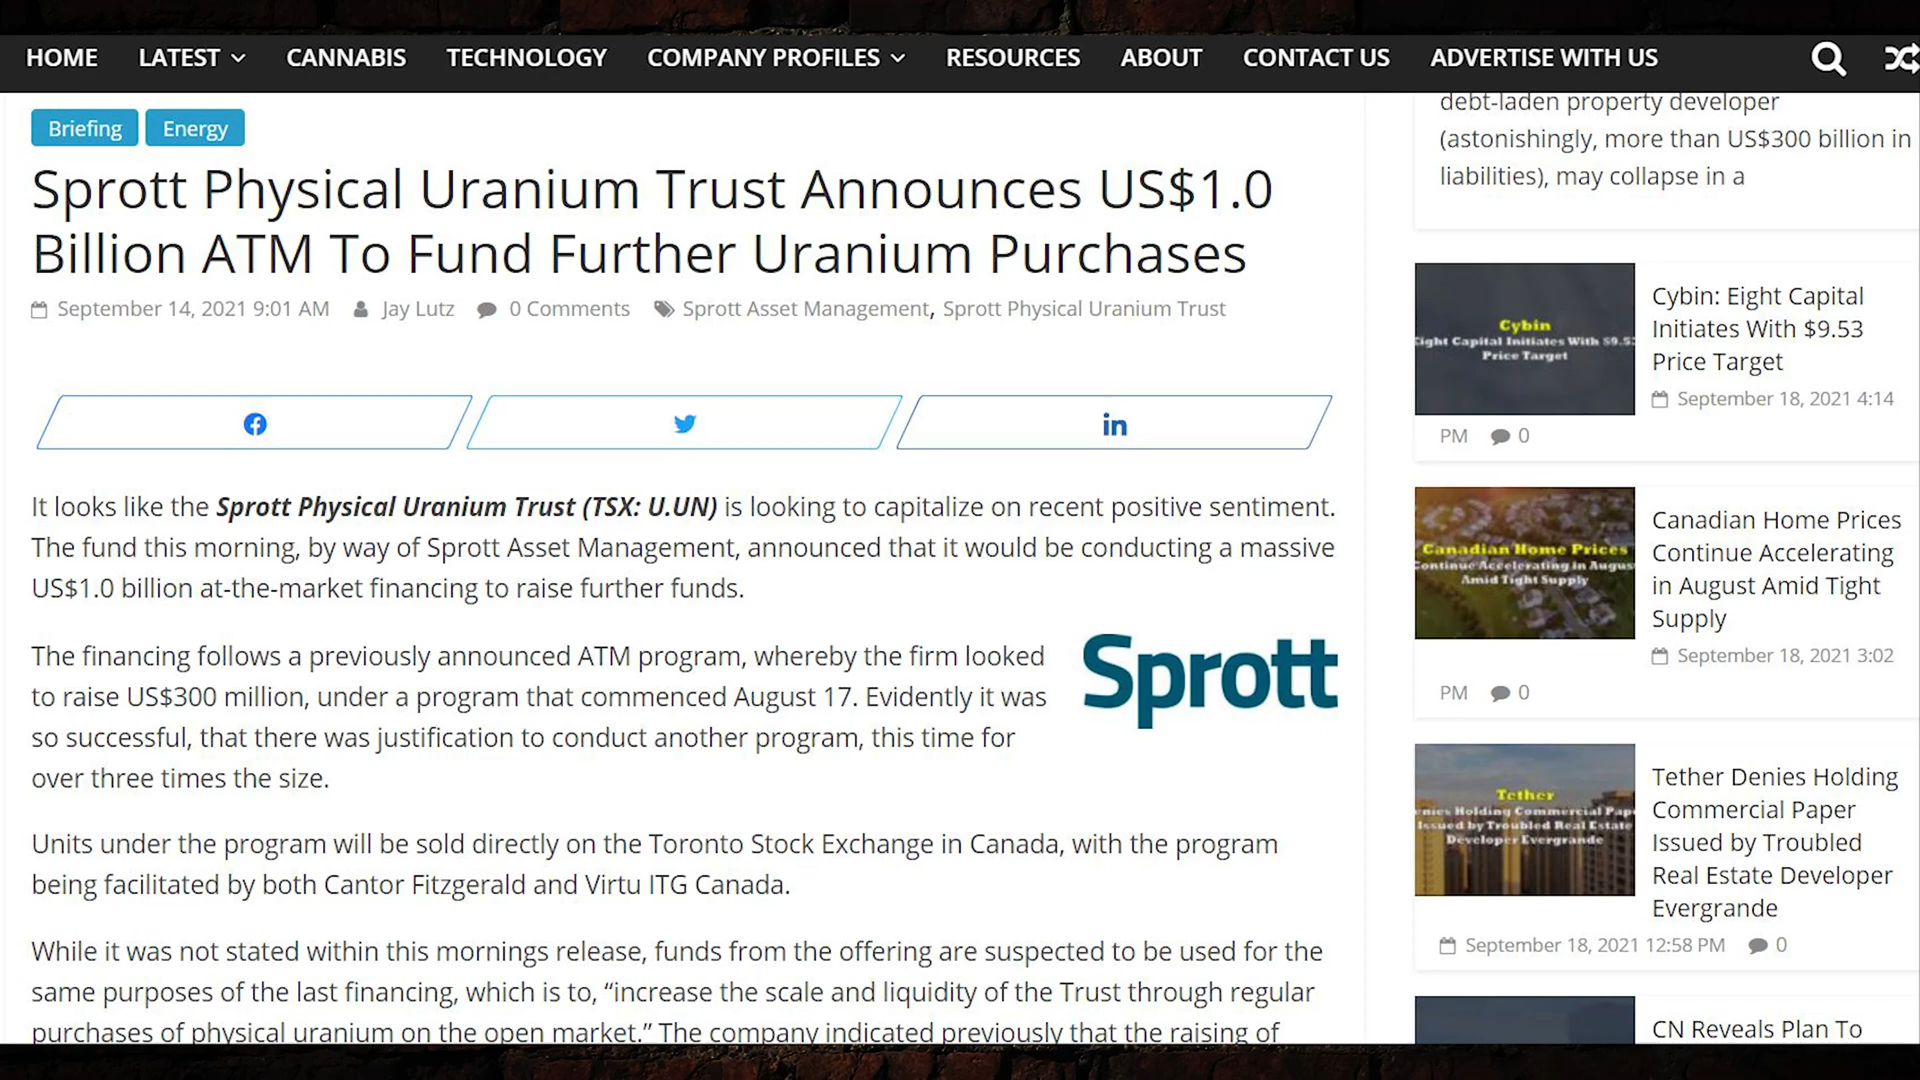 HOME LATEST CANNABIS TECHNOLOGY COMPANY PROFILES RESOURCES ABOUT CONTACT US ADVERTISE WITH US
Briefing Energy
Sprott Physical Uranium Trust Announces US$1.0
Billion ATM To Fund Further Uranium Purchases
September 14, 2021 9:01 AM Jay Lutz 0 Comments Sprott Asset Management, Sprott Physical Uranium Trust
in
It looks like the Sprott Physical Uranium Trust (TSX: U.UN) is looking to capitalize on recent positive sentiment.
The fund this morning, by way of Sprott Asset Management, announced that it would be conducting a massive
US$1.0 billion at-the-market financing to raise further funds.
The financing follows a previously announced ATM program, whereby the firm looked
to raise US$300 million, under a program that commenced August 17. Evidently it was
so successful, that there was justification to conduct another program, this time for
over three times the size.
Sprott
Units under the program will be sold directly on the Toronto Stock Exchange in Canada, with the program
being facilitated by both Cantor Fitzgerald and Virtu ITG Canada.
While it was not stated within this mornings release, funds from the offering are suspected to be used for the
same purposes of the last financing, which is to, “increase the scale and liquidity of the Trust through regular
purchases of physical uranium on the open market.” The company indicated previously that the raising of
debt-laden property developer
(astonishingly, more than US$300 billion in
liabilities), may collapse in a
Cybin
Eight Capital Initiates With $9.53
Price Target
Cybin: Eight Capital
Initiates With $9.53
Price Target
September 18, 2021 4:14
PM 0
Canadian Home Prices
Continue Accelerating in August
Amid Tight Supply
Canadian Home Prices
Continue Accelerating
in August Amid Tight
Supply
September 18, 2021 3:02
PM 0
Tether
Holding Commercial
Issued by Troubled Real Estate
Developer Evergrande
Tether Denies Holding
Commercial Paper
Issued by Troubled
Real Estate Developer
Evergrande
September 18, 2021 12:58 PM 0
CN Reveals Plan To